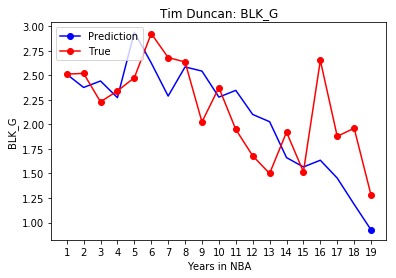 Tim Duncan: BLK_G
Prediction
True
3.00
2.75
2.50
2.25
2.00
1.75
1.50
1.25
1.00
BLK_G
1 2 3 4 5 6 7 8 9 10 11 12 13 14 15 16 17 18 19
Years in NBA